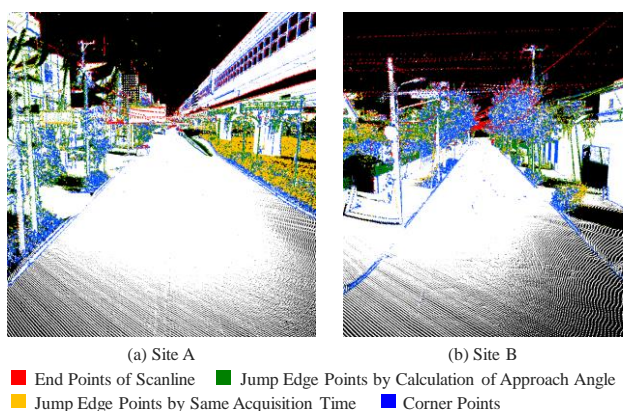 (a) Site A
(b) Site B
End Points of Scanline
Jump Edge Points by Calculation of Approach Angle
Jump Edge Points by Same Acquisition Time
Corner Points